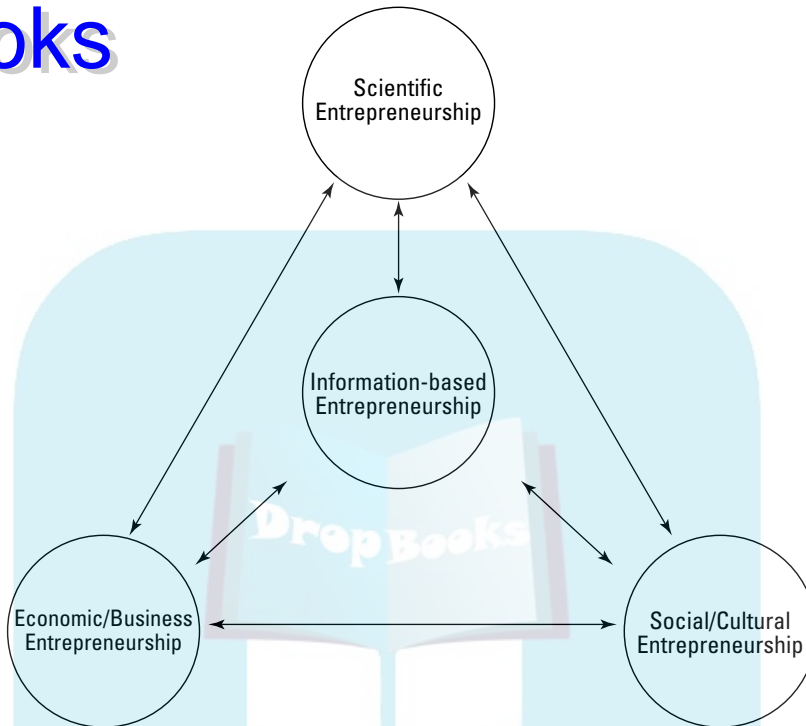 oks
Scientific
Entrepreneurship
Information-based
Entrepreneurship
DropBooks
Economic/Business
Entrepreneurship
Social/Cultural
Entrepreneurship